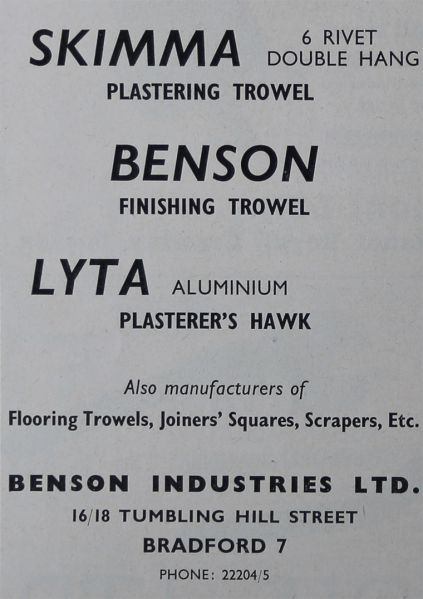 SKIMMA 6 RIVET
DOUBLE HANG
PLASTERING TROWEL
BENSON
FINISHING TROWEL
LYTA ALUMINIUM
PLASTERER'S HAWK
Also manufacturers of
Flooring Trowels, Joiners' Squares, Scrapers, Etc.
BENSON INDUSTRIES LTD.
16/18 TUMBLING HILL STREET
BRADFORD 7
PHONE: 22204/5